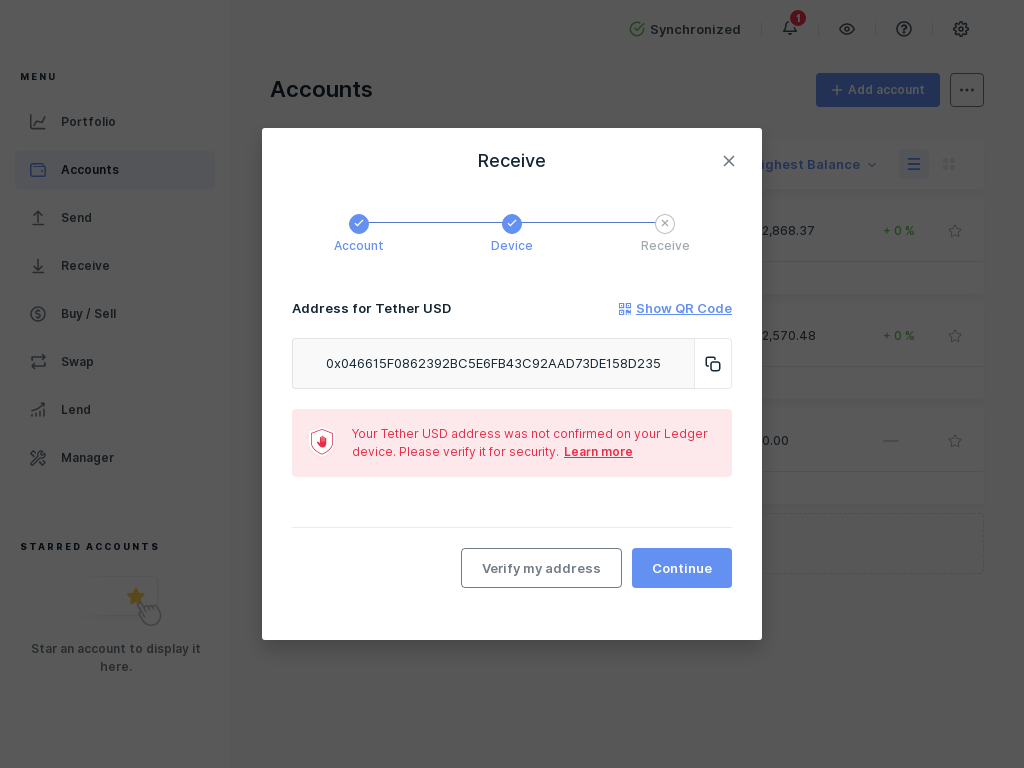 Synchronized
1
MENU
Portfolio
Accounts
Send
Receive
Buy / Sell
Swap
Lend
Manager
STARRED ACCOUNTS
Star an account to display it
here.
Accounts
+ Add account
ighest Balance
2,868.37
+ 0 %
2,570.48
+ 0 %
0.00
—
Receive
Account
Device
Receive
Address for Tether USD
Show QR Code
0x046615F0862392BC5E6FB43C92AAD73DE158D235
Your Tether USD address was not confirmed on your Ledger
device. Please verify it for security. Learn more
Verify my address
Continue